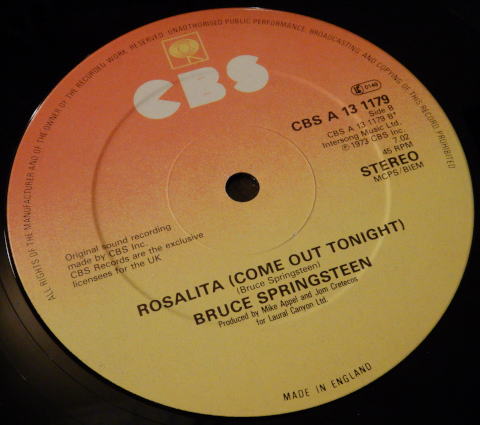 ALL RIGHTS OF THE MANUFACTURER AND OF THE OWNER OF THE RECORDED WORK. RESERVED. UNAUTHORISED PUBLIC PERFORMANCE, BROADCASTING AND COPYING OF THIS RECORD PROHIBITED
CBS
CBS A 13 1179
0149
Side B
CBS A 13·1179 B*
Intersong Music Ltd.
℗ 1973 CBS Inc.
7.02
45 RPM
STEREO
MCPS/BIEM
Original sound recording
made by CBS Inc.
CBS Records are the exclusive
licensees for the UK
ROSALITA (COME OUT TONIGHT)
(Bruce Springsteen)
BRUCE SPRINGSTEEN
Produced by Mike Appel and Jom Cretecos
for Laural Canyon Ltd.
MADE IN ENGLAND